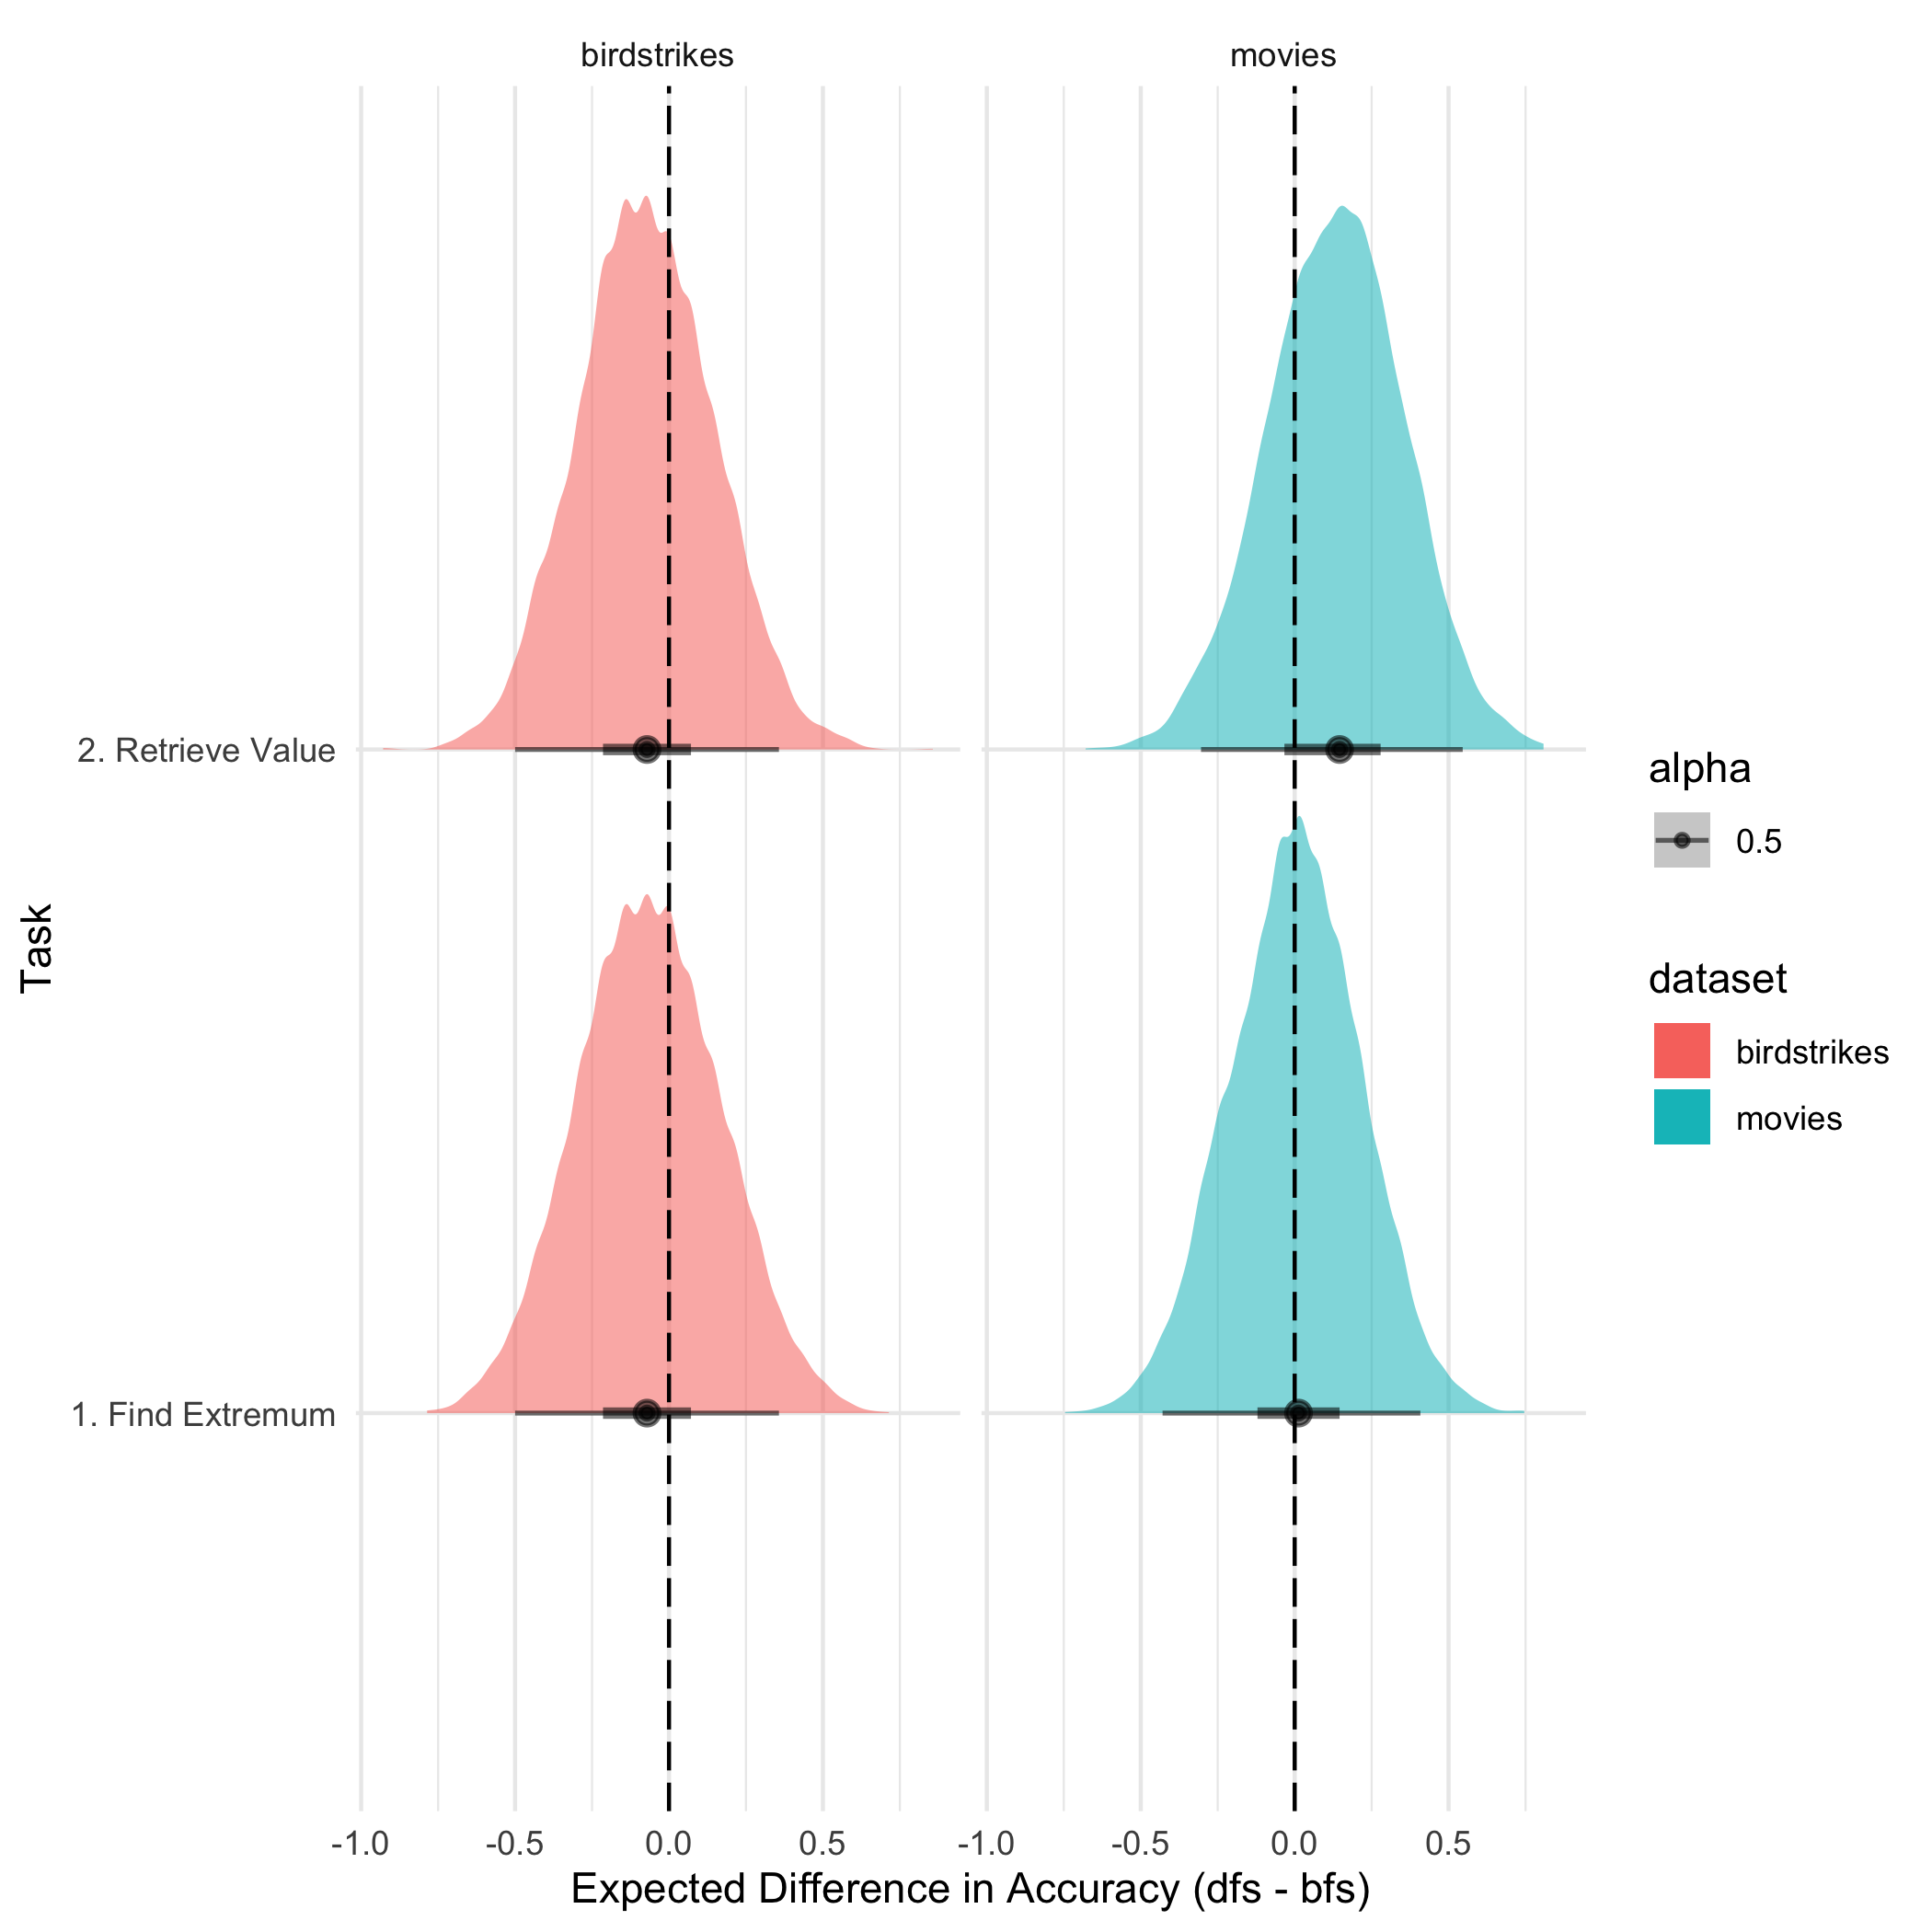 birdstrikes movies
2. Retrieve Value
1. Find Extremum
Task
-1.0 -0.5 0.0 0.5 -1.0 -0.5 0.0 0.5
Expected Difference in Accuracy (dfs - bfs)
alpha
0.5
dataset
birdstrikes
movies